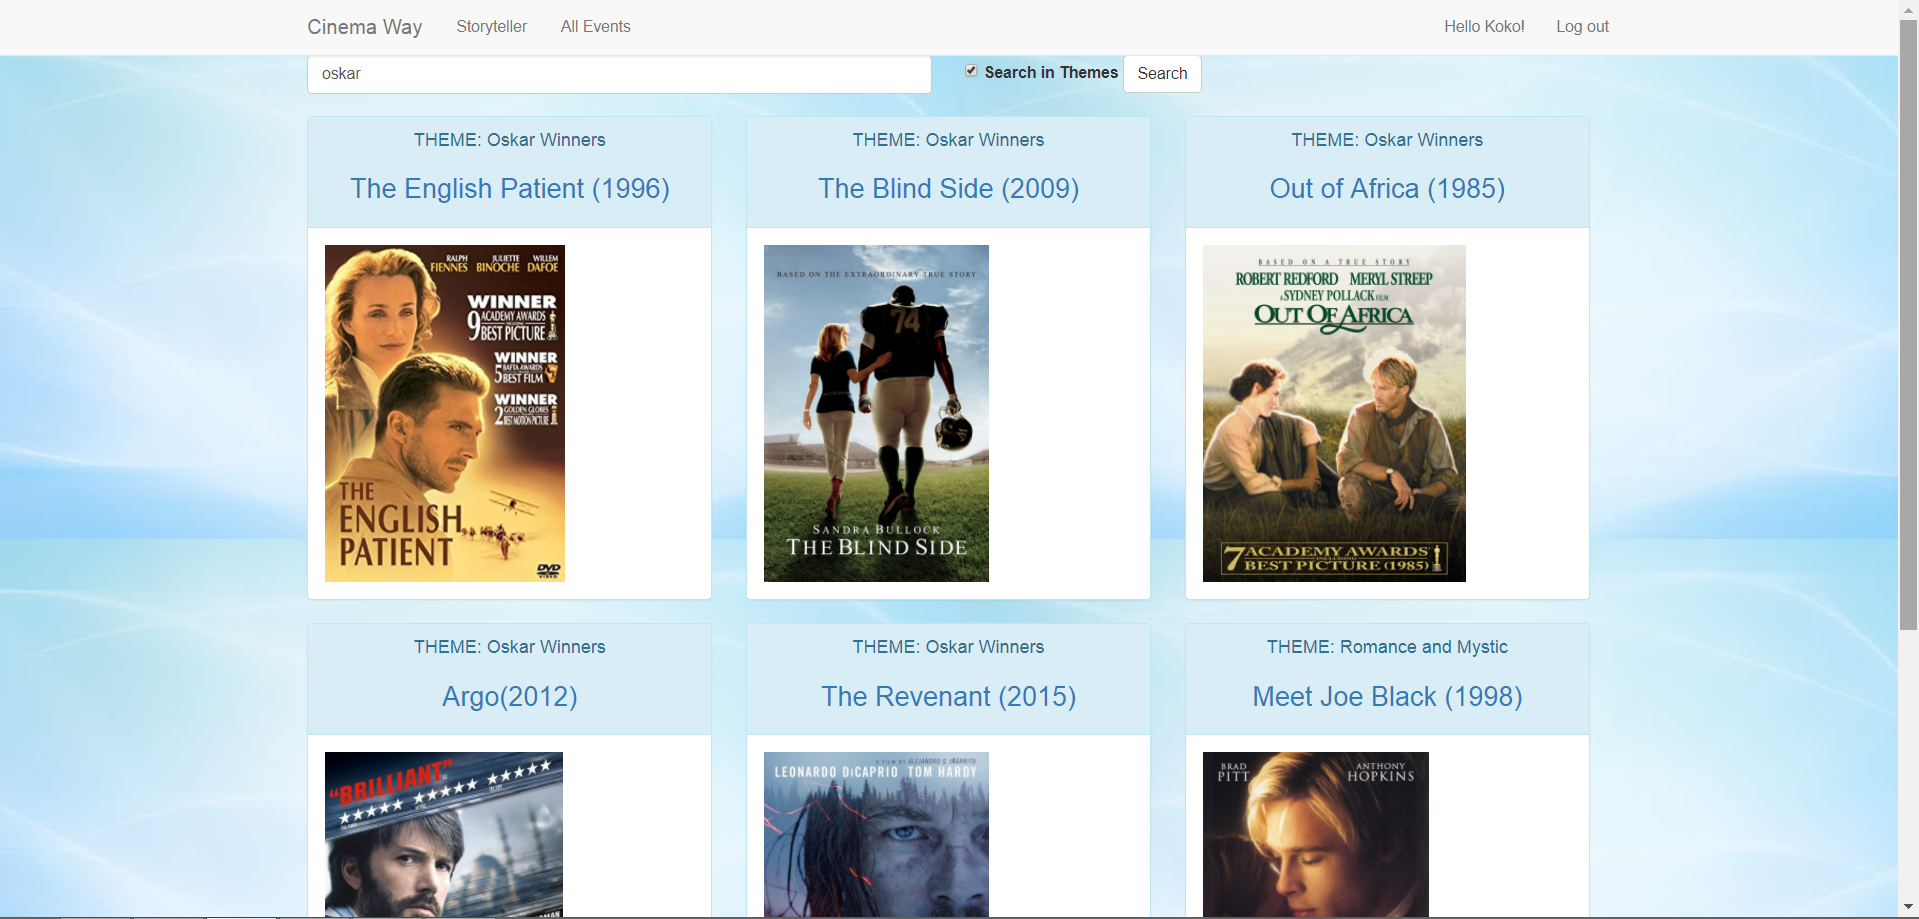 Cinema Way Storyteller All Events Hello Koko! Log out
oskar Search in Themes Search
THEME: Oskar Winners
The English Patient (1996)
RALPH FIENNES JULIETTE BINOCHE WILLEM DAFOE
WINNER
9 ACADEMY AWARDS
INCLUDING
BEST PICTURE
WINNER
5 BAFTA AWARDS
BEST FILM
WINNER
2 GOLDEN GLOBES
BEST MOTION PICTURE
THE
ENGLISH
PATIENT
DVD
VIDEO
THEME: Oskar Winners
The Blind Side (2009)
BASED ON THE EXTRAORDINARY TRUE STORY
74
SANDRA BULLOCK
THE BLIND SIDE
THEME: Oskar Winners
Out of Africa (1985)
BASED ON A TRUE STORY
ROBERT REDFORD MERYL STREEP
A SYDNEY POLLACK FILM
OUT OF AFRICA
7 ACADEMY AWARDS
INCLUDING
BEST PICTURE (1985)
THEME: Oskar Winners
Argo(2012)
"BRILLIANT"
THEME: Oskar Winners
The Revenant (2015)
A FILM BY ALEJANDRO G. IÑÁRRITU
LEONARDO DiCAPRIO TOM HARDY
THEME: Romance and Mystic
Meet Joe Black (1998)
BRAD PITT ANTHONY HOPKINS